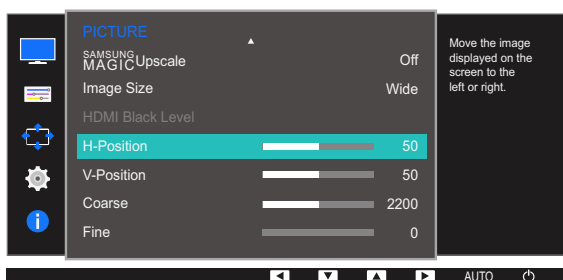 PICTURE
SAMSUNG MAGIC Upscale Off
Image Size Wide
HDMI Black Level
H-Position 50
V-Position 50
Coarse 2200
Fine 0
Move the image
displayed on the
screen to the
left or right.
AUTO